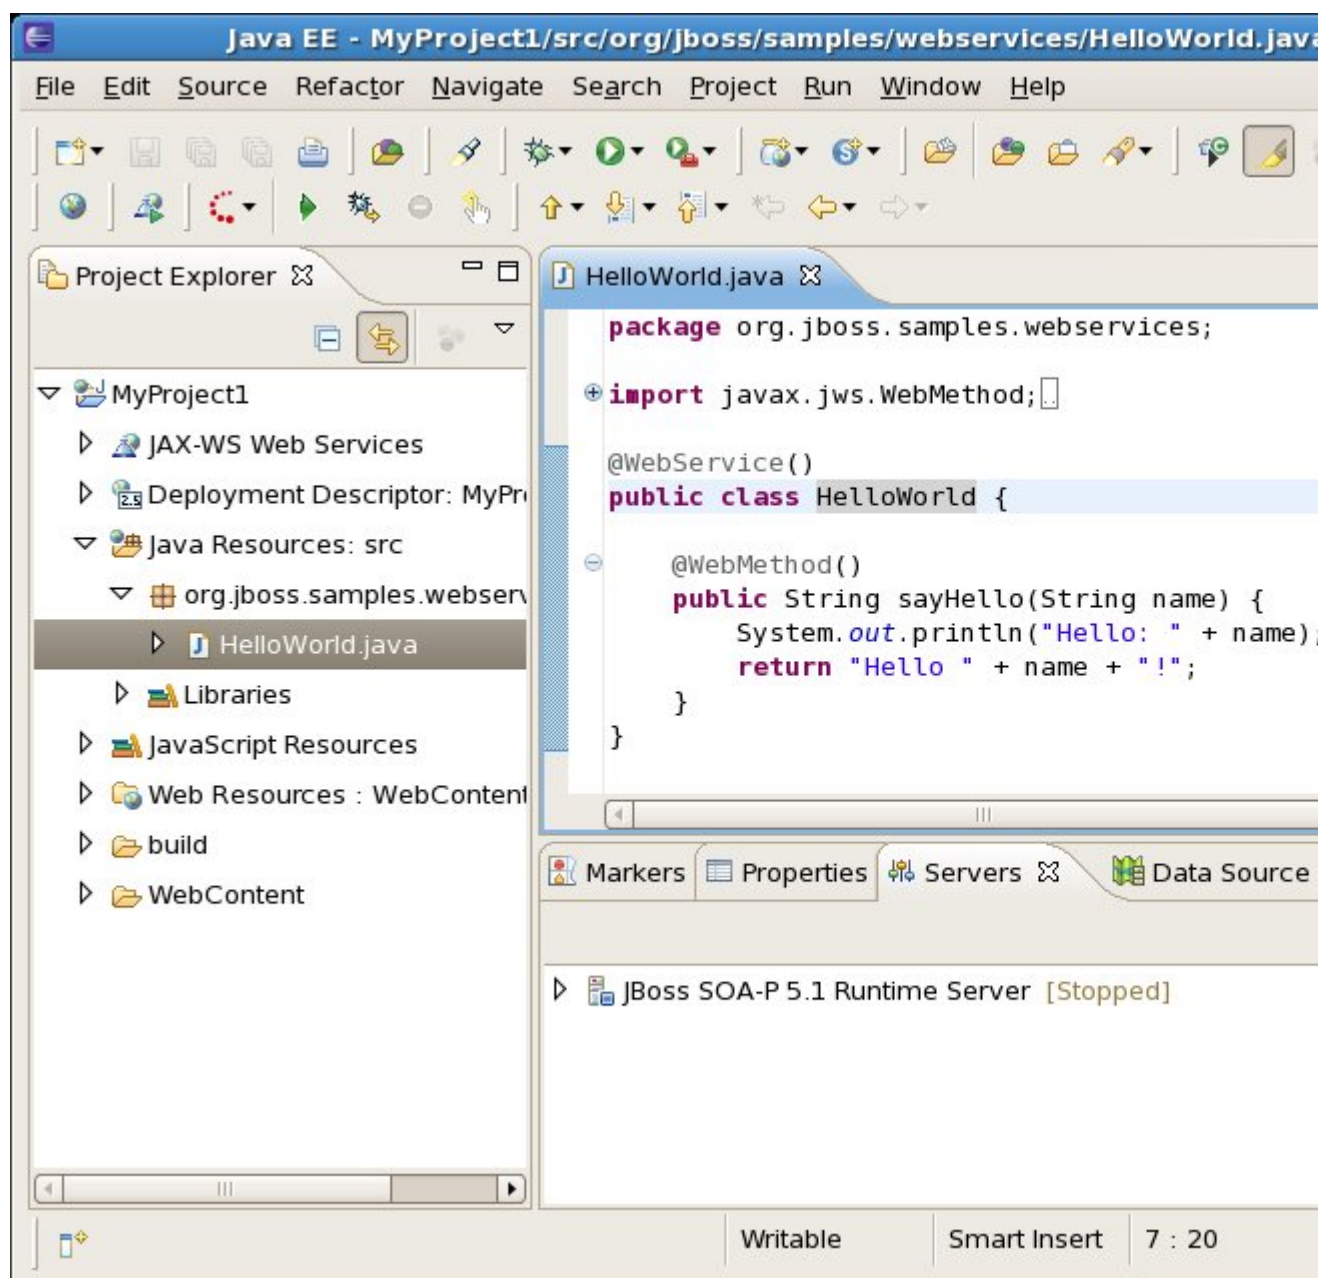 Java EE - MyProject1/src/org/jboss/samples/webservices/HelloWorld.java
File Edit Source Refactor Navigate Search Project Run Window Help
Project Explorer
MyProject1
JAX-WS Web Services
2.5 Deployment Descriptor: MyPr
Java Resources: src
org.jboss.samples.webserv
HelloWorld.java
Libraries
JavaScript Resources
Web Resources : WebContent
build
WebContent
HelloWorld.java
package org.jboss.samples.webservices;
import javax.jws.WebMethod;
@WebService()
public class HelloWorld {
@WebMethod()
public String sayHello(String name) {
System.out.println("Hello: " + name);
return "Hello " + name + "!";
}
}
Markers Properties Servers Data Source
JBoss SOA-P 5.1 Runtime Server [Stopped]
Writable Smart Insert 7 : 20